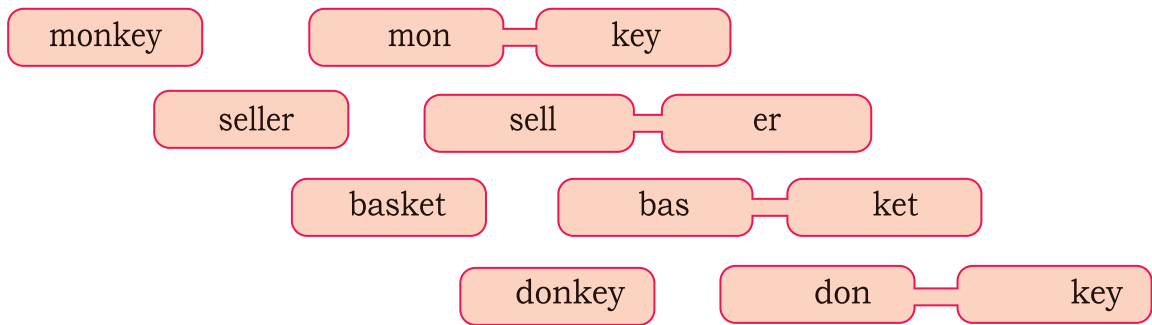 monkey mon key
seller sell er
basket bas ket
donkey don key